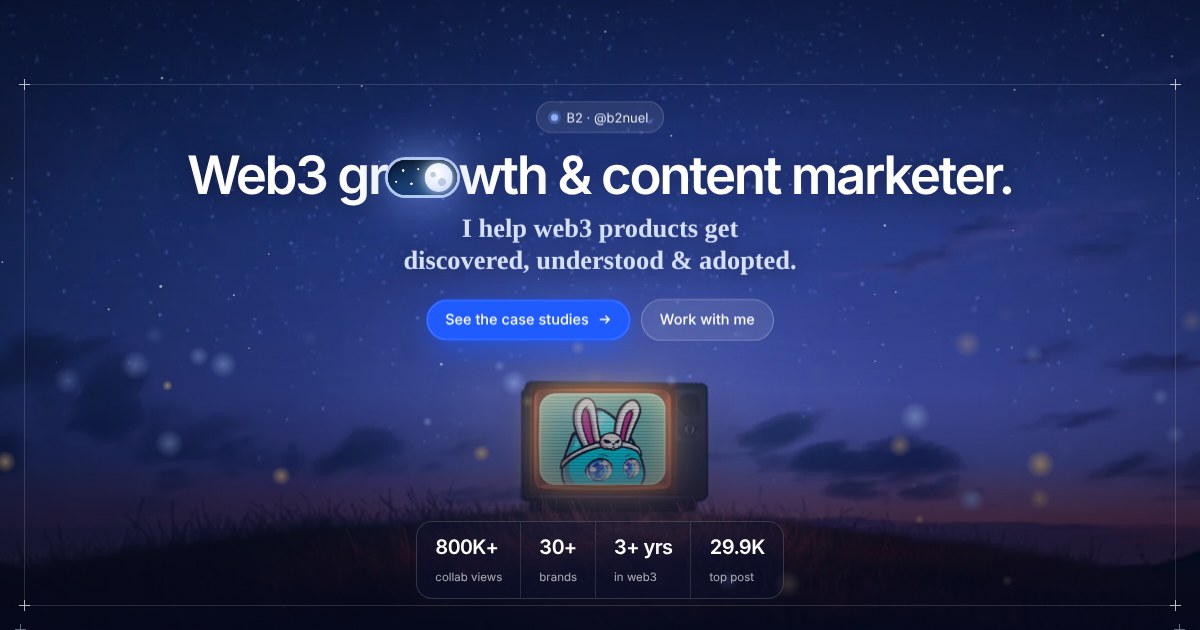 B2 · @b2nuel
Web3 growth & content marketer.
I help web3 products get
discovered, understood & adopted.
See the case studies →
Work with me
800K+
collab views
30+
brands
3+ yrs
in web3
29.9K
top post